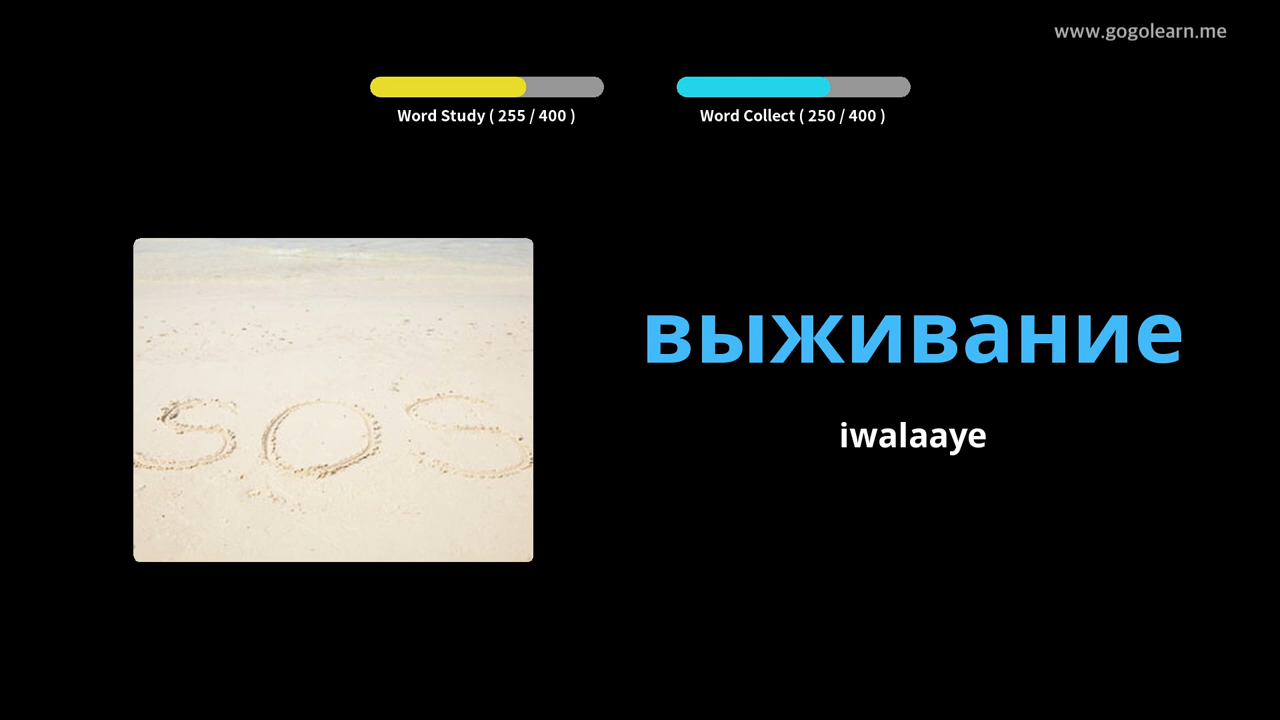 www.gogolearn.me
Word Study ( 255 / 400 )
Word Collect ( 250 / 400 )
SOS
выживание
iwalaaye